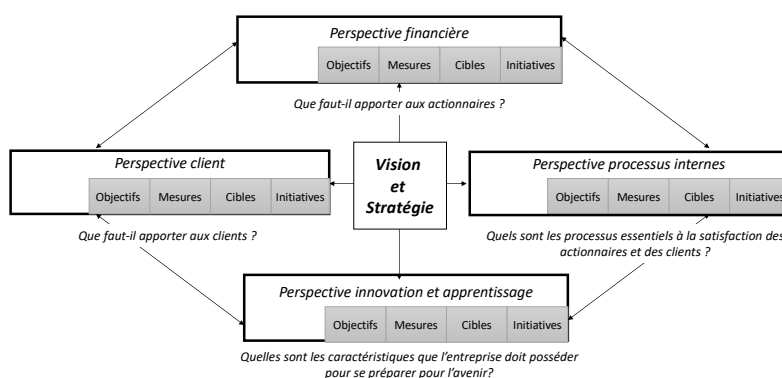 Perspective financière
Objectifs Mesures Cibles Initiatives
Que faut-il apporter aux actionnaires ?
Perspective client
Objectifs Mesures Cibles Initiatives
Que faut-il apporter aux clients ?
Vision
et
Stratégie
Perspective processus internes
Objectifs Mesures Cibles Initiatives
Quels sont les processus essentiels à la satisfaction des
actionnaires et des clients ?
Perspective innovation et apprentissage
Objectifs Mesures Cibles Initiatives
Quelles sont les caractéristiques que l'entreprise doit posséder
pour se préparer pour l'avenir?